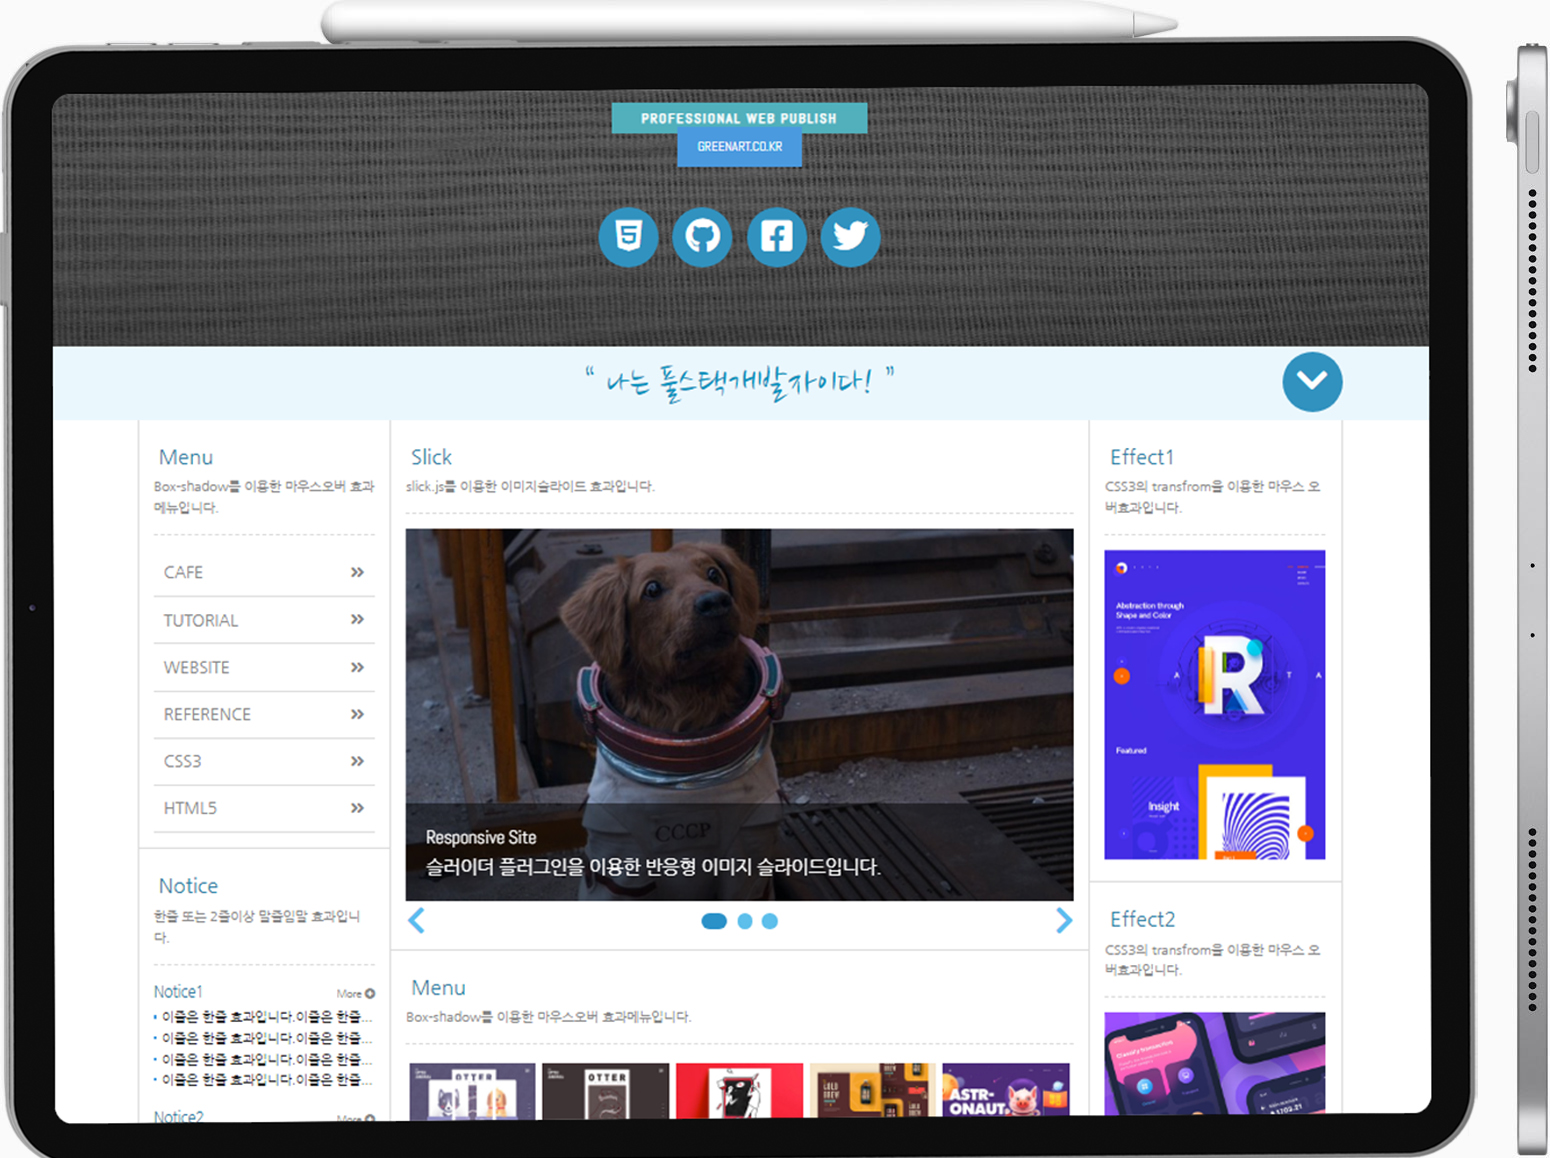 PROFESSIONAL WEB PUBLISH
GREENART.CO.KR
“ 나는 풀스택개발자이다! ”
Menu
Box-shadow를 이용한 마우스오버 효과
메뉴입니다.
CAFE
TUTORIAL
WEBSITE
REFERENCE
CSS3
HTML5
Notice
한줄 또는 2줄이상 말줄임말 효과입니
다.
Notice1 More
이줄은 한줄 효과입니다.이줄은 한줄...
이줄은 한줄 효과입니다.이줄은 한줄...
이줄은 한줄 효과입니다.이줄은 한줄...
이줄은 한줄 효과입니다.이줄은 한줄...
Notice2 More
Slick
slick.js를 이용한 이미지슬라이드 효과입니다.
CCCP
Responsive Site
슬러이더 플러그인을 이용한 반응형 이미지 슬라이드입니다.
Menu
Box-shadow를 이용한 마우스오버 효과메뉴입니다.
OTTER
OTTER
LOLO
BREW
ASTR-
ONAUT
Effect1
CSS3의 transfrom을 이용한 마우스 오
버효과입니다.
Abstraction through
Shape and Color
A R T A
Featured
Insight
Effect2
CSS3의 transfrom을 이용한 마우스 오
버효과입니다.
Classify transaction